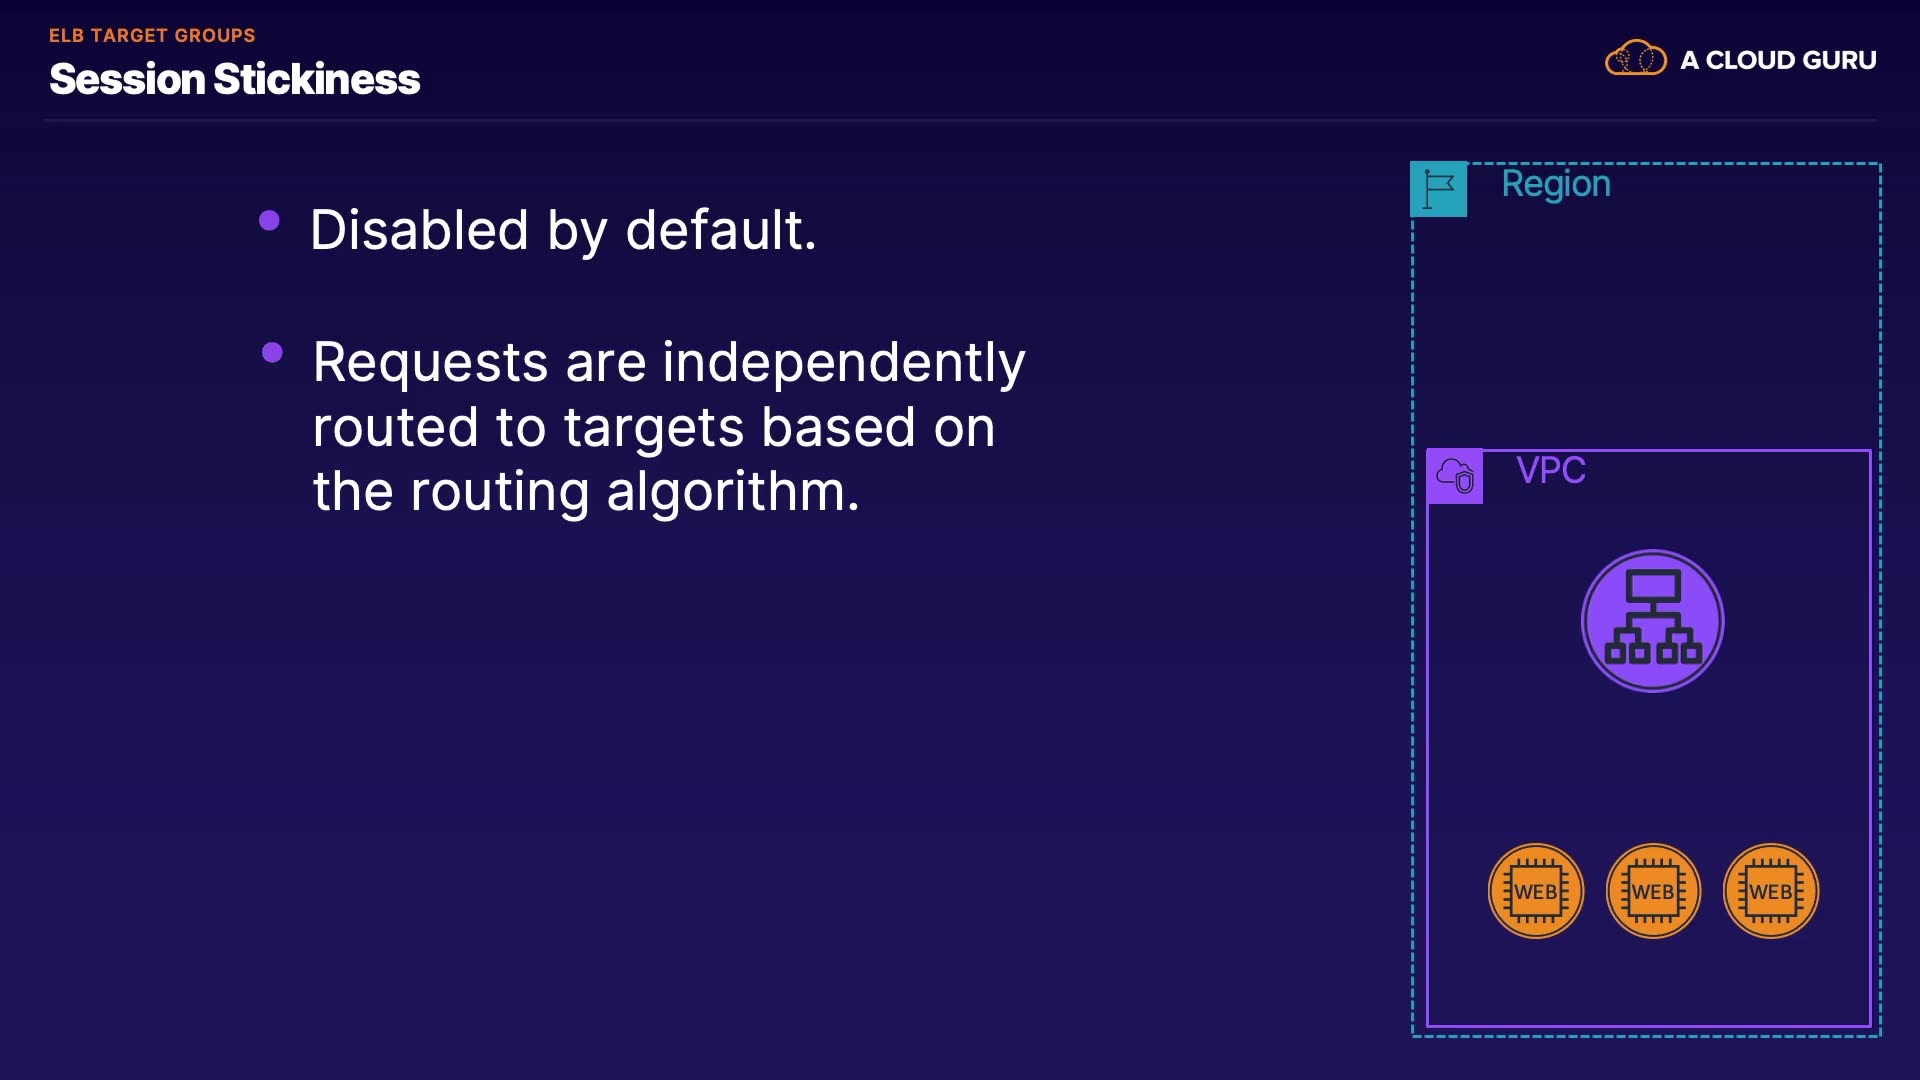 ELB TARGET GROUPS
Session Stickiness
A CLOUD GURU
Disabled by default.
Requests are independently
routed to targets based on
the routing algorithm.
Region
VPC
WEB
WEB
WEB